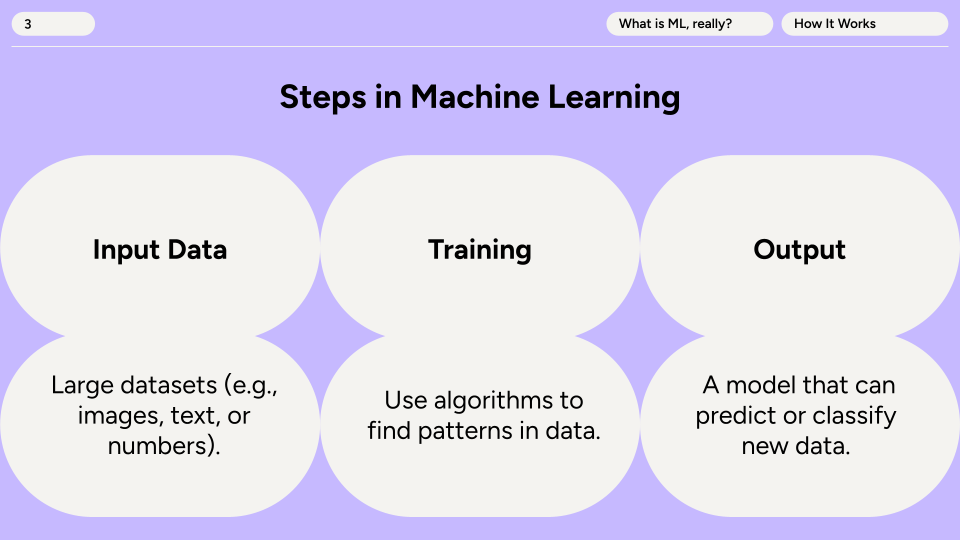 3
What is ML, really?
How It Works
Steps in Machine Learning
Input Data
Training
Output
Large datasets (e.g.,
images, text, or
numbers).
Use algorithms to
find patterns in data.
A model that can
predict or classify
new data.